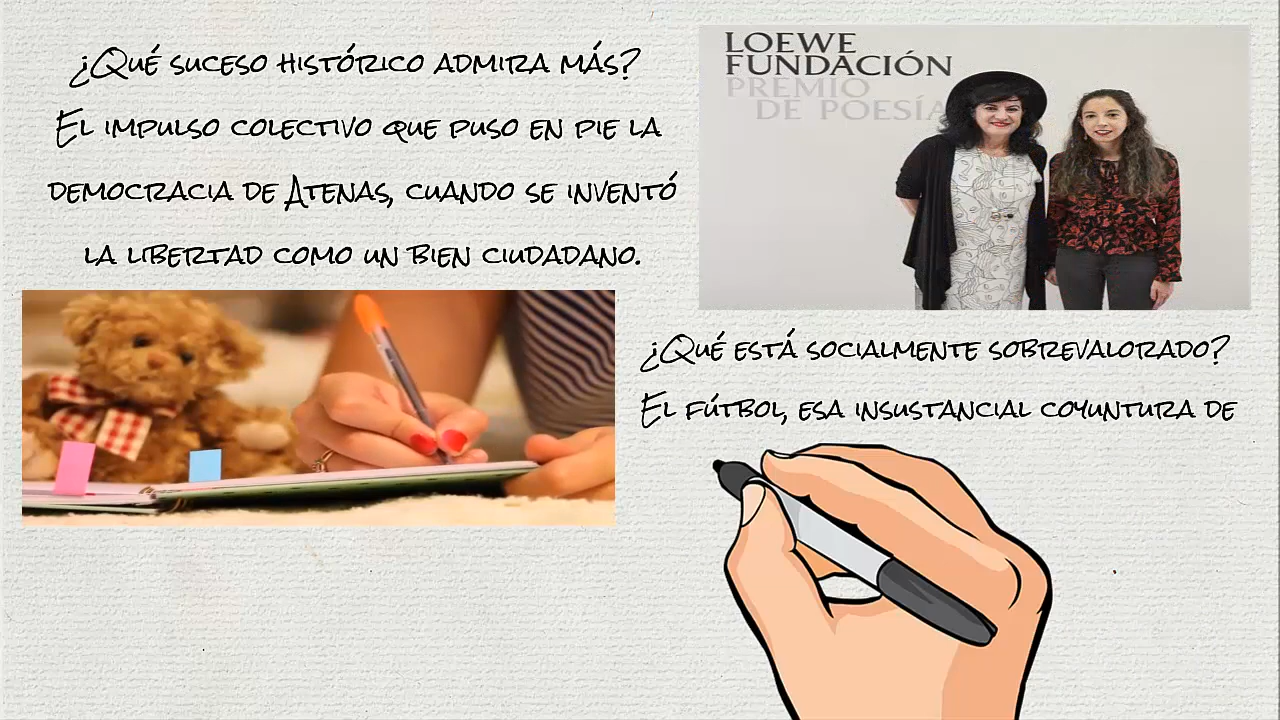 ¿Qué suceso histórico admira más?
El impulso colectivo que puso en pie la
democracia de Atenas, cuando se inventó
la libertad como un bien ciudadano.
LOEWE
FUNDACIÓN
PREMIO
DE POESÍA
¿Qué está socialmente sobrevalorado?
El fútbol, esa insustancial coyuntura de